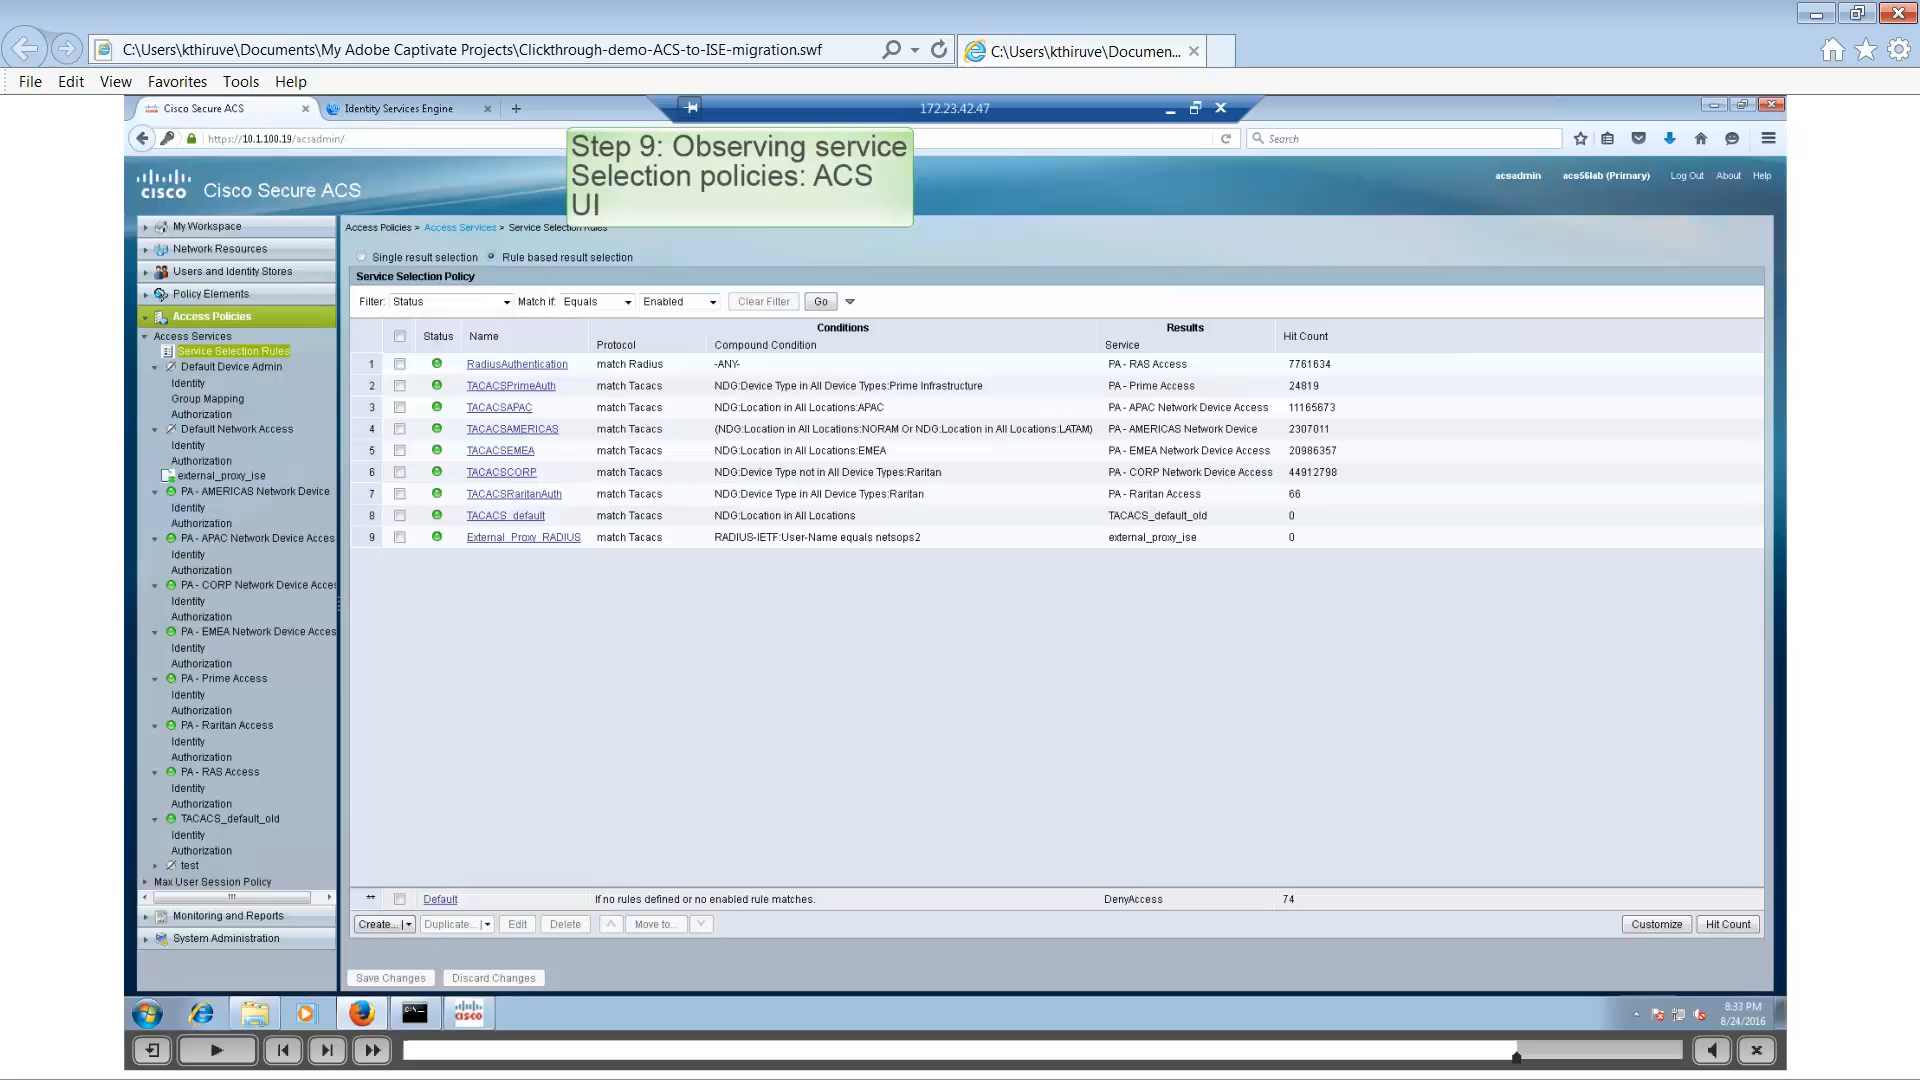 C:\Users\kthiruve\Documents\My Adobe Captivate Projects\Clickthrough-demo-ACS-to-ISE-migration.swf
C:\Users\kthiruve\Documen...
File Edit View Favorites Tools Help
Cisco Secure ACS
Identity Services Engine
172.23.42.47
https://10.1.100.19/acsadmin/
Search
Step 9: Observing service
Selection policies: ACS
UI
cisco Cisco Secure ACS
acsadmin acs56lab (Primary) Log Out About Help
My Workspace
Network Resources
Users and Identity Stores
Policy Elements
Access Policies
Access Services
Service Selection Rules
Default Device Admin
Identity
Group Mapping
Authorization
Default Network Access
Identity
Authorization
external_proxy_ise
PA - AMERICAS Network Device
Identity
Authorization
PA - APAC Network Device Acces
Identity
Authorization
PA - CORP Network Device Acces
Identity
Authorization
PA - EMEA Network Device Acces
Identity
Authorization
PA - Prime Access
Identity
Authorization
PA - Raritan Access
Identity
Authorization
PA - RAS Access
Identity
Authorization
TACACS_default_old
Identity
Authorization
test
Max User Session Policy
Monitoring and Reports
System Administration
Access Policies > Access Services > Service Selection Rules
Single result selection Rule based result selection
Service Selection Policy
Filter: Status Match if: Equals Enabled Clear Filter Go
Conditions Results
Status Name Hit Count
Protocol Compound Condition Service
1 RadiusAuthentication match Radius -ANY- PA - RAS Access 7761634
2 TACACSPrimeAuth match Tacacs NDG:Device Type in All Device Types:Prime Infrastructure PA - Prime Access 24819
3 TACACSAPAC match Tacacs NDG:Location in All Locations:APAC PA - APAC Network Device Access 11165673
4 TACACSAMERICAS match Tacacs (NDG:Location in All Locations:NORAM Or NDG:Location in All Locations:LATAM) PA - AMERICAS Network Device 2307011
5 TACACSEMEA match Tacacs NDG:Location in All Locations:EMEA PA - EMEA Network Device Access 20986357
6 TACACSCORP match Tacacs NDG:Device Type not in All Device Types:Raritan PA - CORP Network Device Access 44912798
7 TACACSRaritanAuth match Tacacs NDG:Device Type in All Device Types:Raritan PA - Raritan Access 66
8 TACACS_default match Tacacs NDG:Location in All Locations TACACS_default_old 0
9 External_Proxy_RADIUS match Tacacs RADIUS-IETF:User-Name equals netsops2 external_proxy_ise 0
** Default If no rules defined or no enabled rule matches. DenyAccess 74
Create... Duplicate... Edit Delete Move to... Customize Hit Count
Save Changes Discard Changes
cisco
8:33 PM
8/24/2016